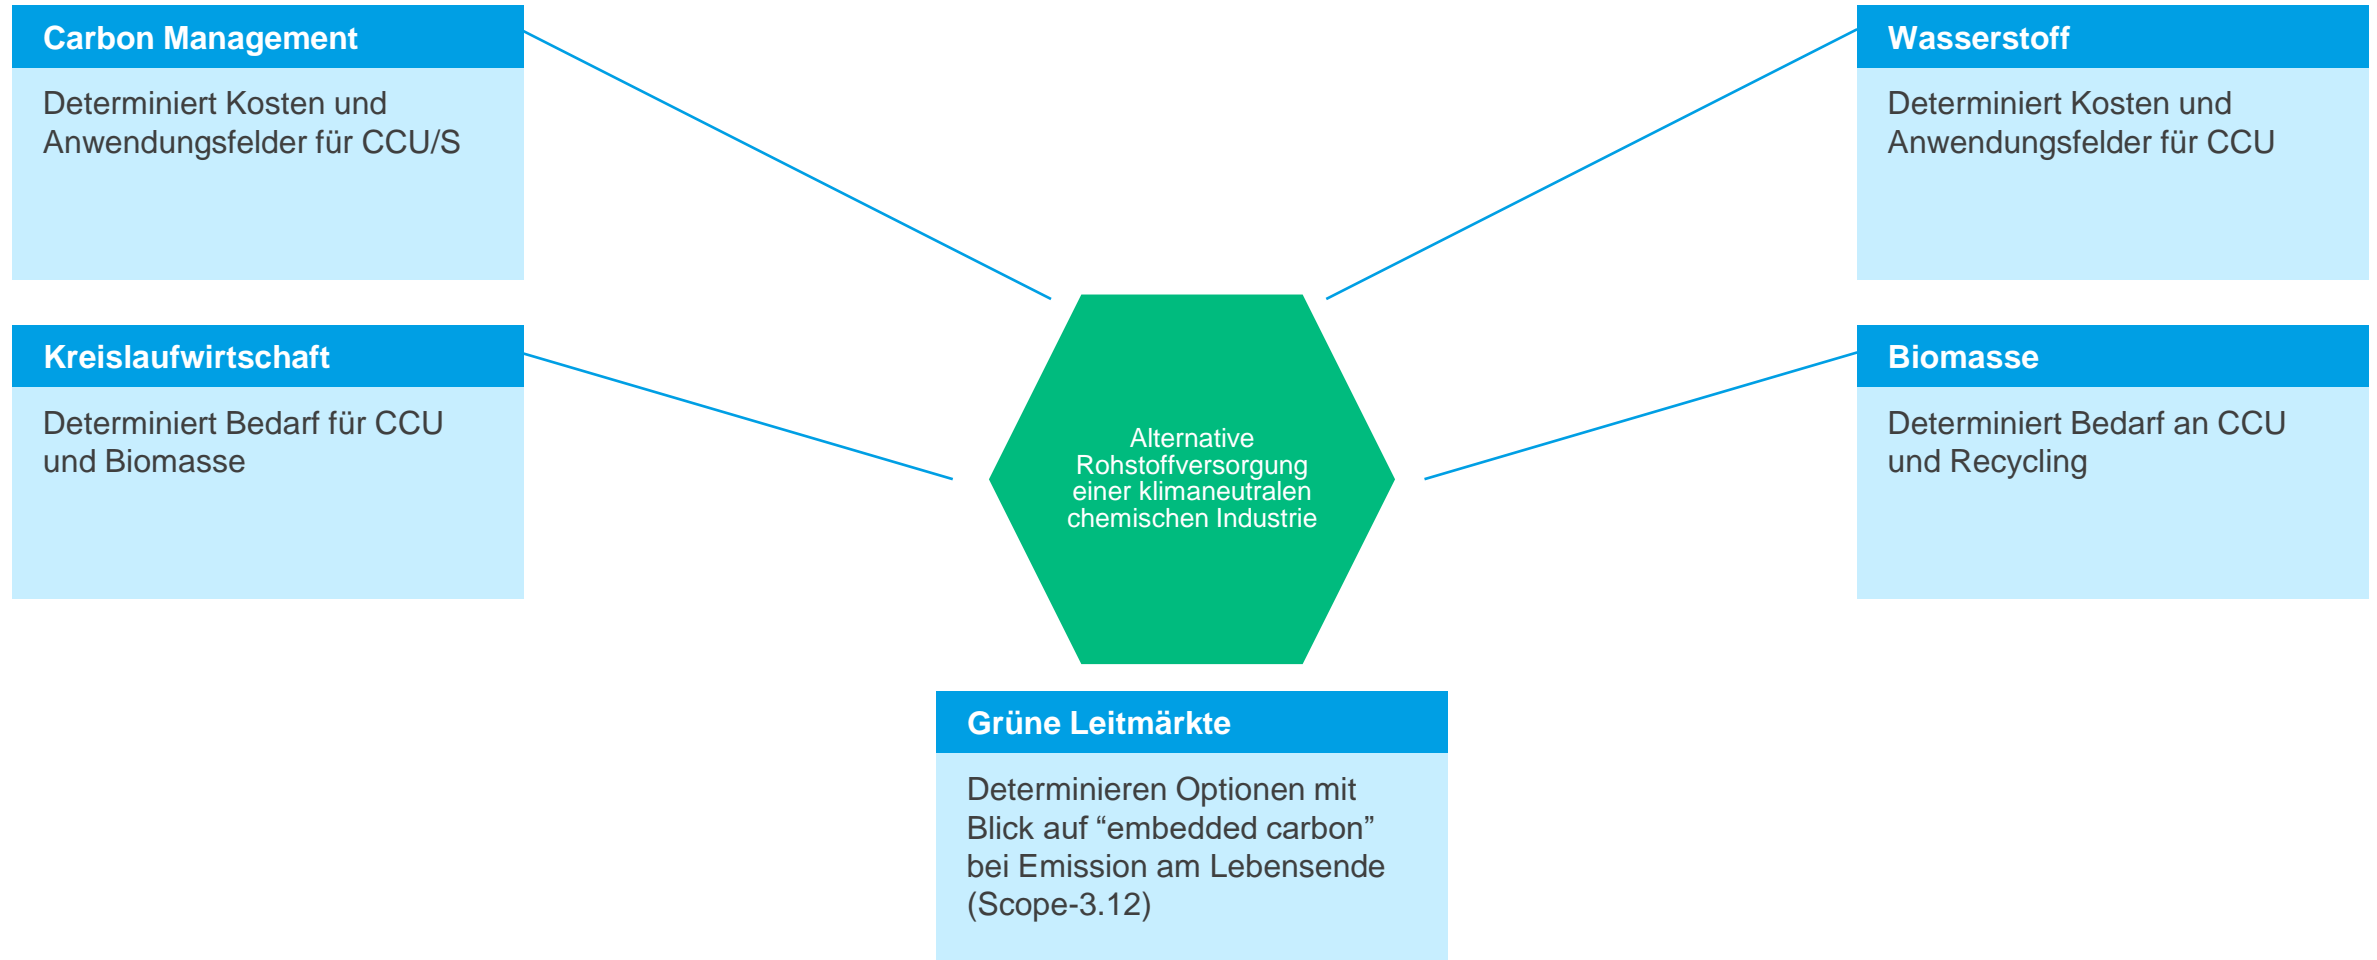 Carbon Management
Determiniert Kosten und
Anwendungsfelder für CCU/S
Wasserstoff
Determiniert Kosten und
Anwendungsfelder für CCU
Kreislaufwirtschaft
Determiniert Bedarf für CCU
und Biomasse
Biomasse
Determiniert Bedarf an CCU
und Recycling
Alternative
Rohstoffversorgung
einer klimaneutralen
chemischen Industrie
Grüne Leitmärkte
Determinieren Optionen mit
Blick auf “embedded carbon”
bei Emission am Lebensende
(Scope-3.12)